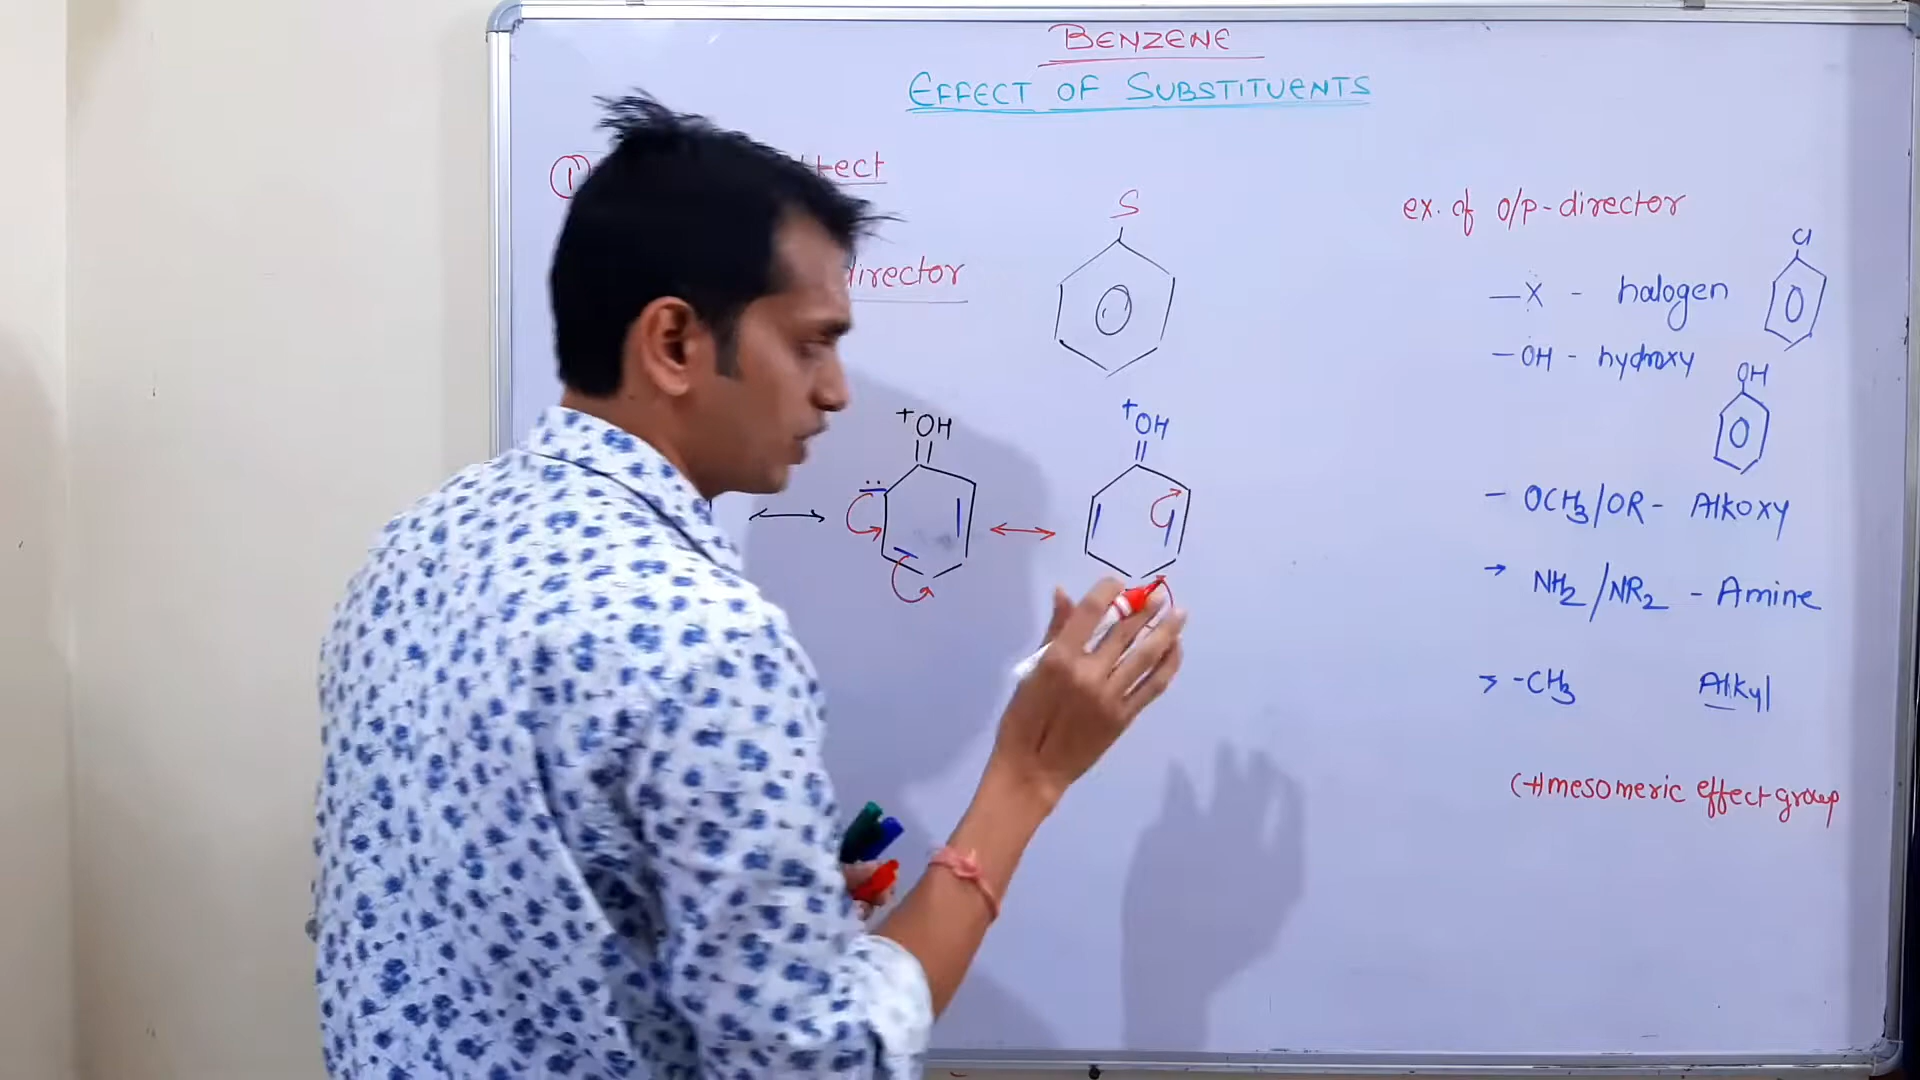 BENZENE
EFFECT OF SUBSTITUENTS
①
director
S
+OH
+OH
ex. of o/p-director
Cl
-X - halogen
-OH - hydroxy
OH
- OCH3/OR - Alkoxy
→ NH2/NR2 - Amine
> -CH3 Alkyl
(+)mesomeric effect group